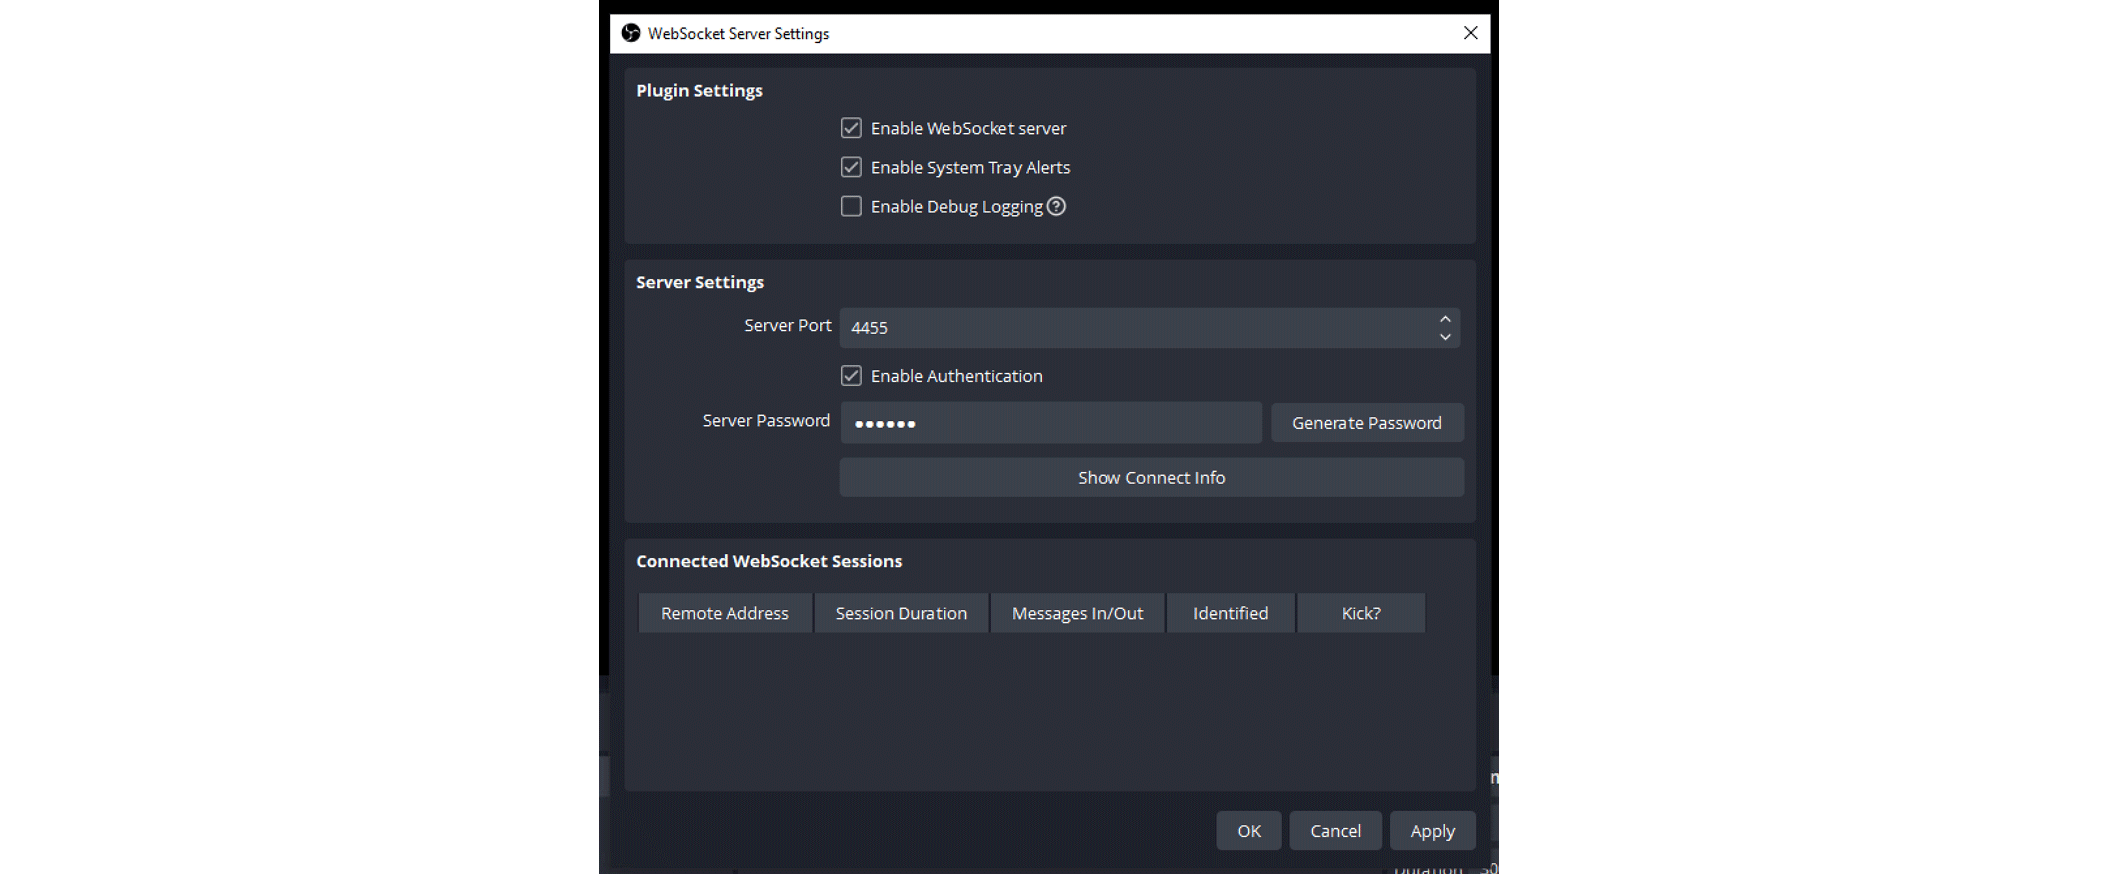 WebSocket Server Settings
Plugin Settings
Enable WebSocket server
Enable System Tray Alerts
Enable Debug Logging ?
Server Settings
Server Port 4455
Enable Authentication
Server Password •••••• Generate Password
Show Connect Info
Connected WebSocket Sessions
Remote Address Session Duration Messages In/Out Identified Kick?
OK Cancel Apply